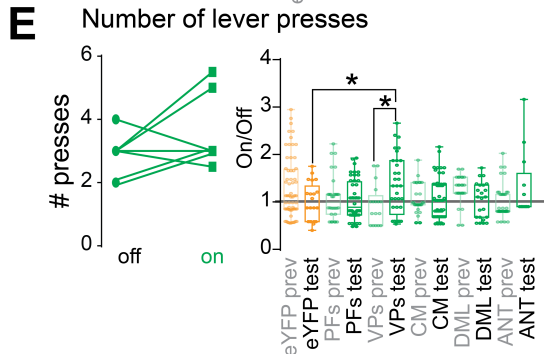 E
Number of lever presses
# presses
6
4
2
0
off
on
On/Off
4
3
2
1
0
*
*
eYFP prev
eYFP test
PFs prev
PFs test
VPs prev
VPs test
CM prev
CM test
DML prev
DML test
ANT prev
ANT test